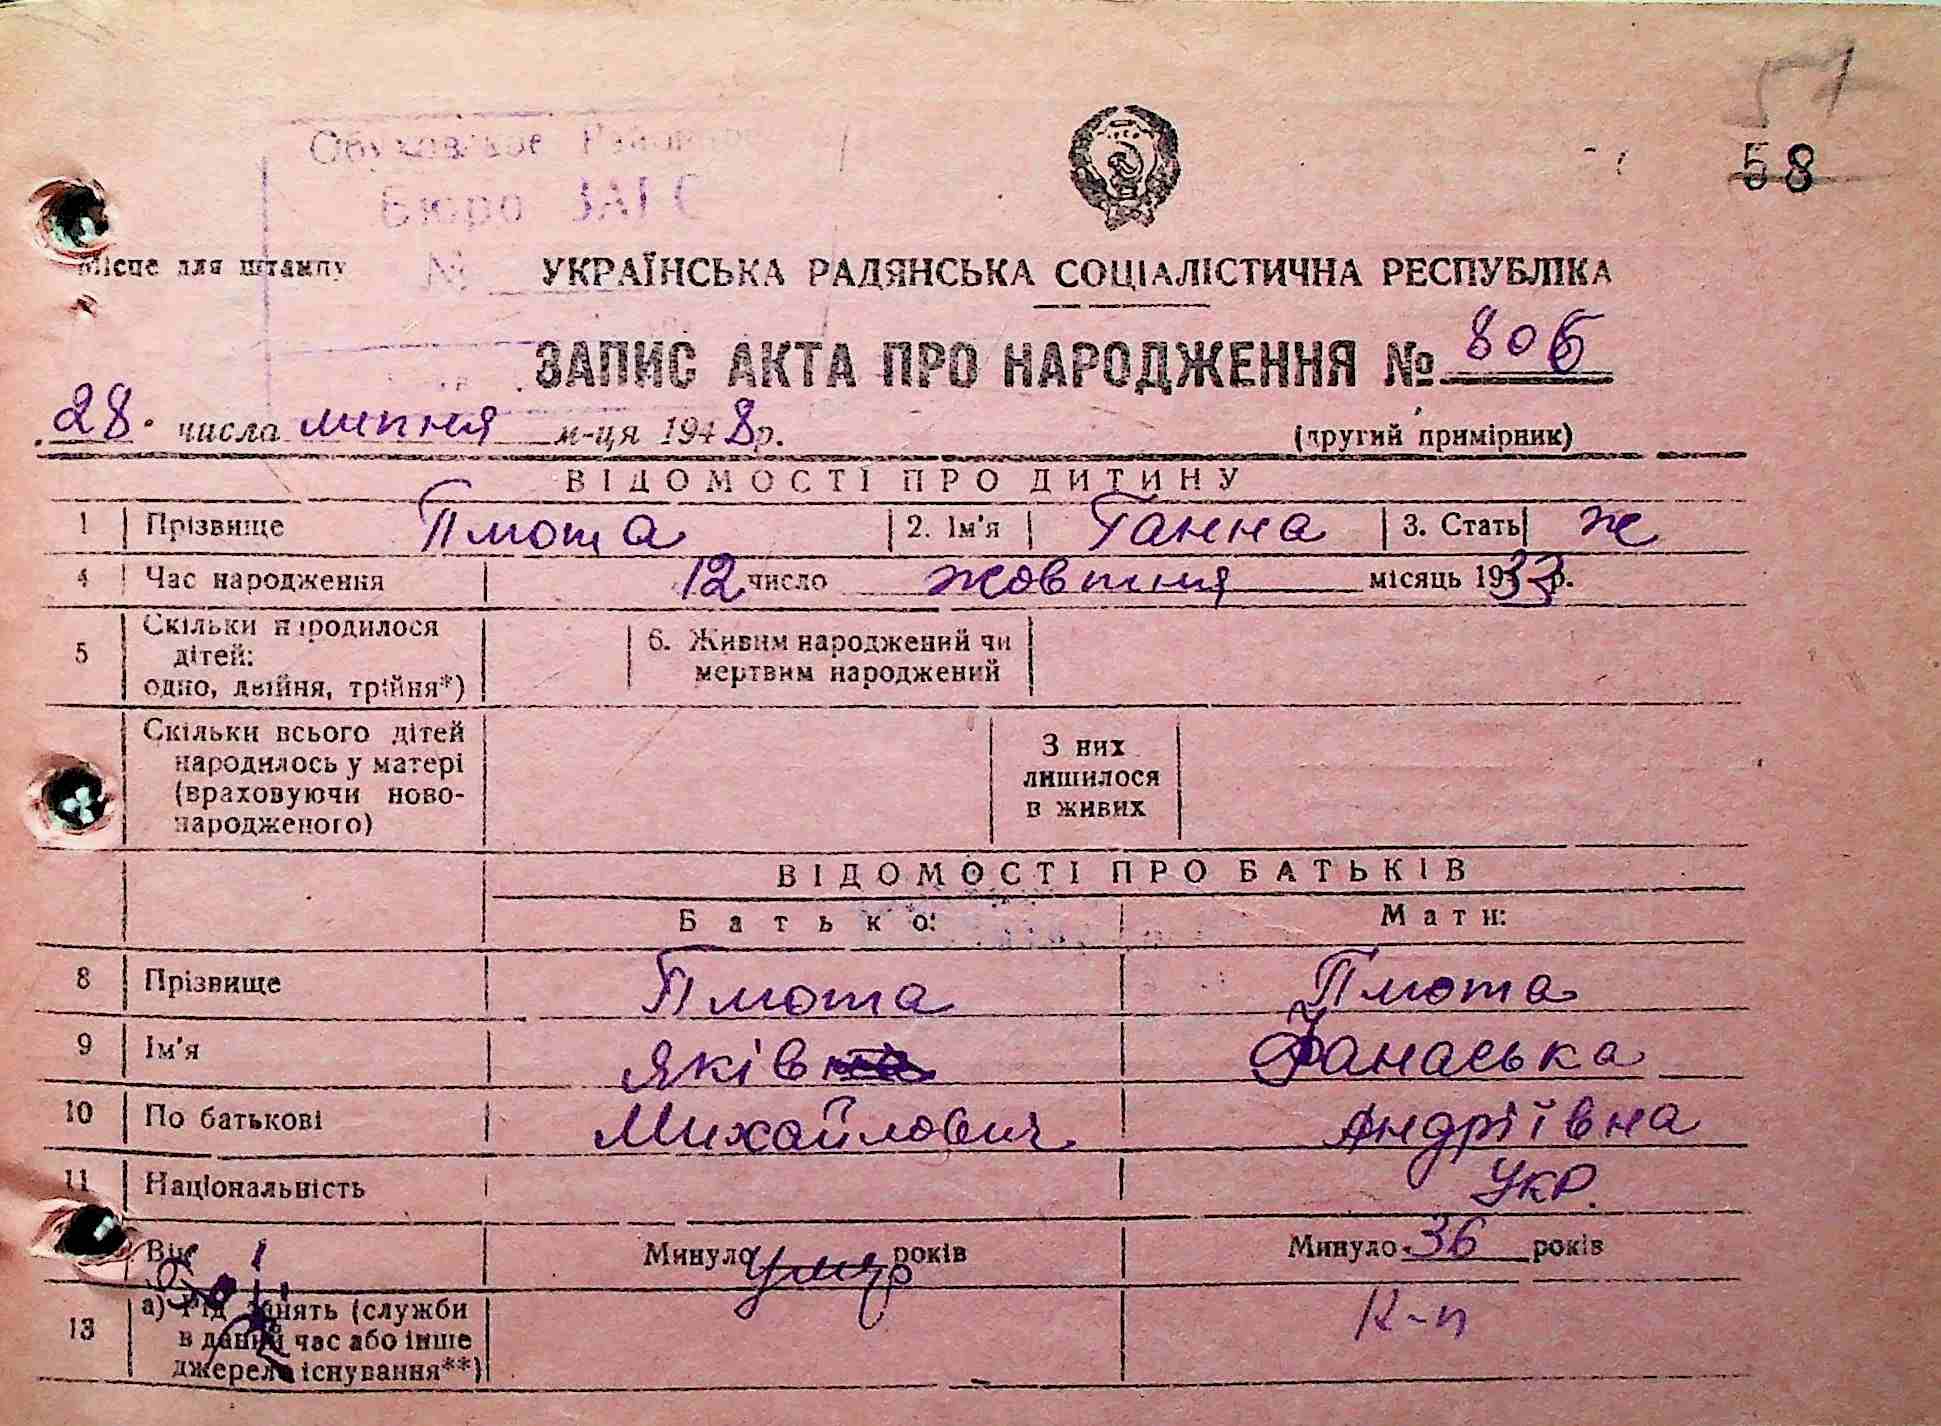 51
58
Обуховское Районное
Бюро ЗАГС
№
Місце для штампу
УКРАЇНСЬКА РАДЯНСЬКА СОЦІАЛІСТИЧНА РЕСПУБЛІКА
ЗАПИС АКТА ПРО НАРОДЖЕННЯ № 806
28. числа липня м-ця 1948 р.
(другий примірник)
ВІДОМОСТІ ПРО ДИТИНУ
1 Прізвище Плюта 2. Ім'я Ганна 3. Стать ж
4 Час народження 12 число жовтня місяць 1933 р.
5 Скільки народилося
дітей:
одно, двійня, трійня*)
6. Живим народжений чи
мертвим народжений
Скільки всього дітей
народилось у матері
(враховуючи ново-
народженого)
З них
лишилося
в живих
ВІДОМОСТІ ПРО БАТЬКІВ
Батько: Мати:
8 Прізвище Плюта Плюта
9 Ім'я Яків Фанаська
10 По батькові Михайлович Андріївна
11 Національність Укр.
Вік Минуло умер років Минуло 36 років
13 а) Рід занять (служби
в даний час або інше
джерело існування**)
К-п